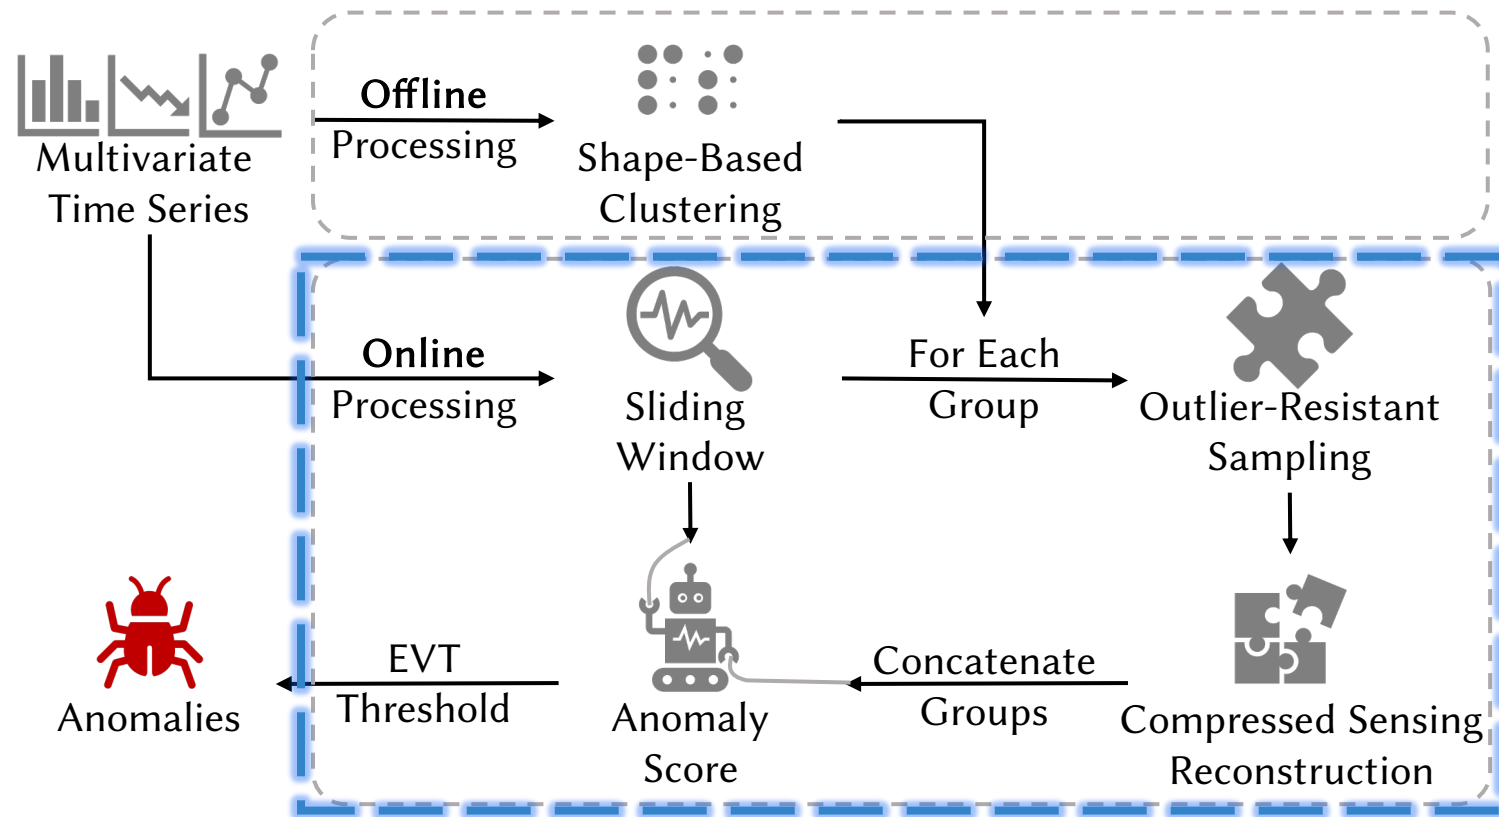 Multivariate
Time Series
Offline
Processing
Shape-Based
Clustering
Online
Processing
Sliding
Window
For Each
Group
Outlier-Resistant
Sampling
Anomalies
EVT
Threshold
Anomaly
Score
Concatenate
Groups
Compressed Sensing
Reconstruction